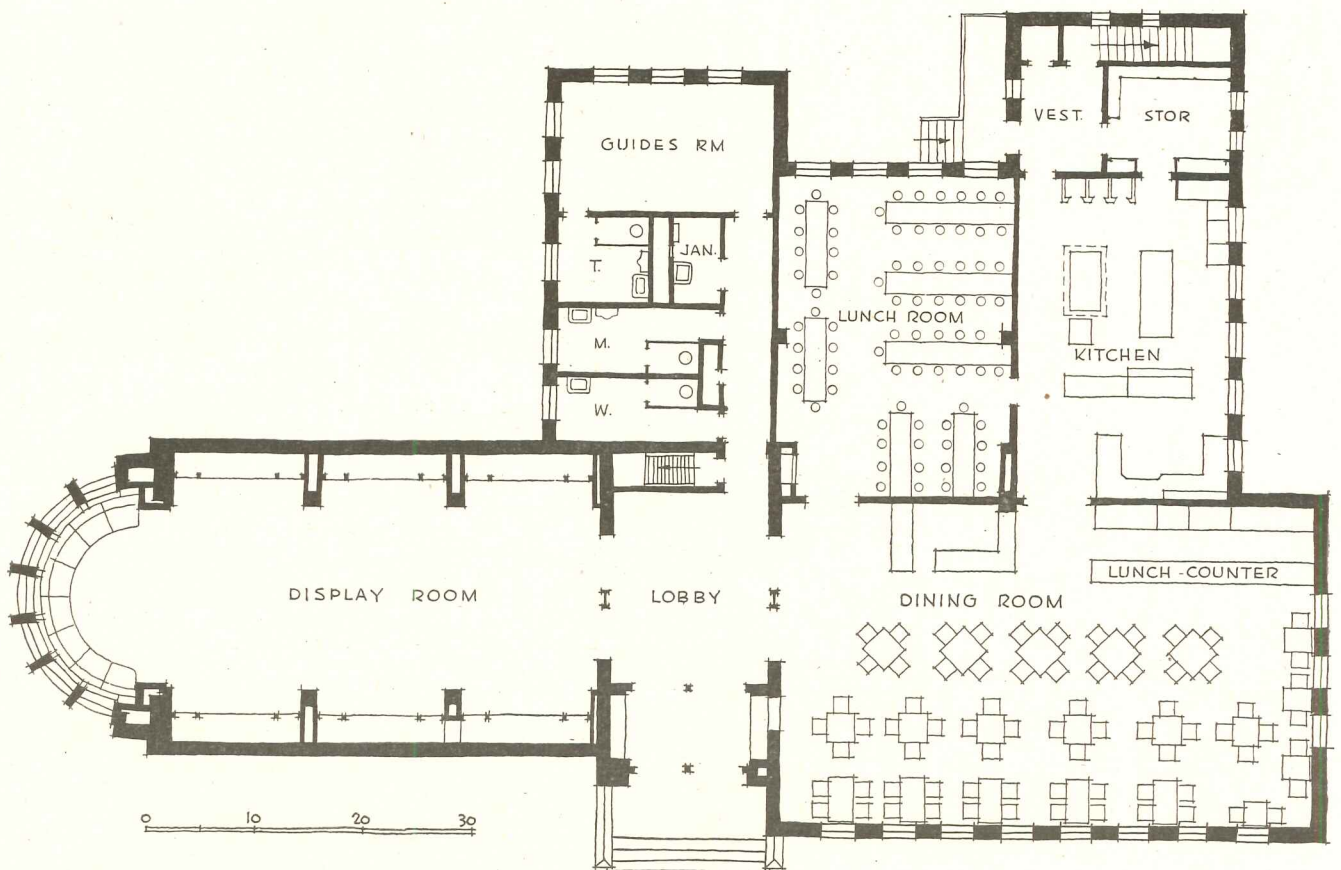 VEST.
STOR
GUIDES RM
JAN.
T.
LUNCH ROOM
M.
KITCHEN
W.
LUNCH-COUNTER
DISPLAY ROOM
LOBBY
DINING ROOM
0 10 20 30